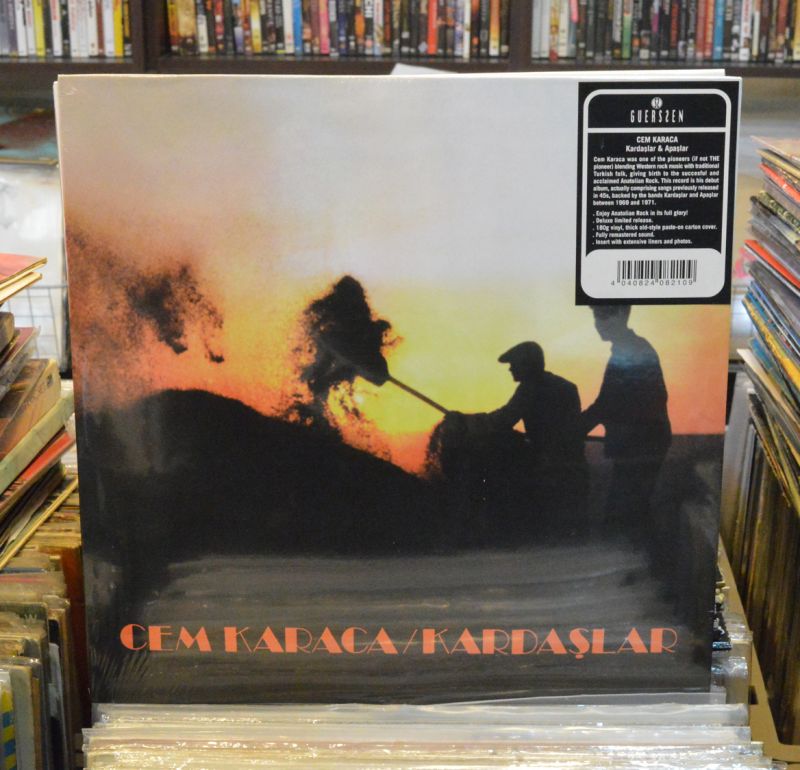 GUERSSEN
CEM KARACA
Kardaşlar & Apaşlar
Cem Karaca was one of the pioneers (if not THE
pioneer) blending Western rock music with traditional
Turkish folk, giving birth to the succesful and
acclaimed Anatolian Rock. This record is his debut
album, actually comprising songs previously released
in 45s, backed by the bands Kardaşlar and Apaşlar
between 1969 and 1971.
. Enjoy Anatolian Rock in its full glory!
. Deluxe limited release.
. 180g vinyl, thick old-style paste-on carton cover.
. Fully remastered sound.
. Insert with extensive liners and photos.
4 040824 082109
CEM KARACA/KARDAŞLAR